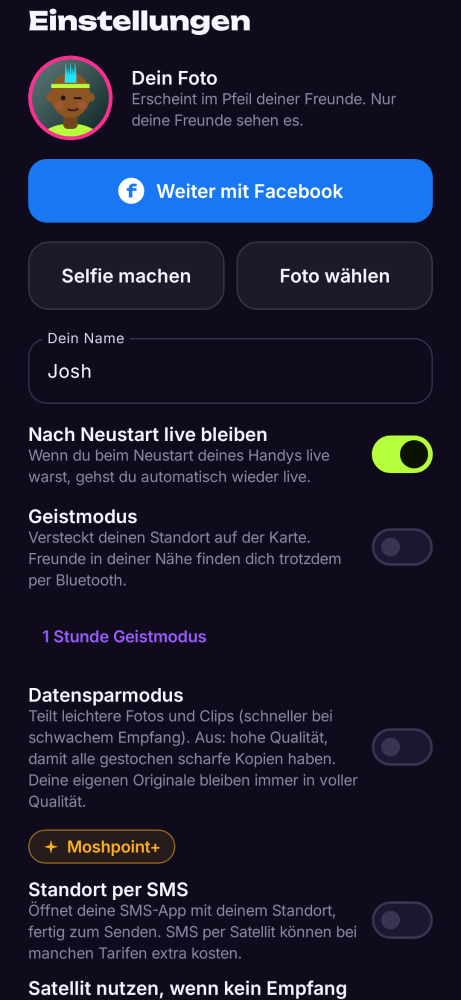 Einstellungen
Dein Foto
Erscheint im Pfeil deiner Freunde. Nur
deine Freunde sehen es.
Weiter mit Facebook
Selfie machen
Foto wählen
Dein Name
Josh
Nach Neustart live bleiben
Wenn du beim Neustart deines Handys live
warst, gehst du automatisch wieder live.
Geistmodus
Versteckt deinen Standort auf der Karte.
Freunde in deiner Nähe finden dich trotzdem
per Bluetooth.
1 Stunde Geistmodus
Datensparmodus
Teilt leichtere Fotos und Clips (schneller bei
schwachem Empfang). Aus: hohe Qualität,
damit alle gestochen scharfe Kopien haben.
Deine eigenen Originale bleiben immer in voller
Qualität.
Moshpoint+
Standort per SMS
Öffnet deine SMS-App mit deinem Standort,
fertig zum Senden. SMS per Satellit können bei
manchen Tarifen extra kosten.
Satellit nutzen, wenn kein Empfang